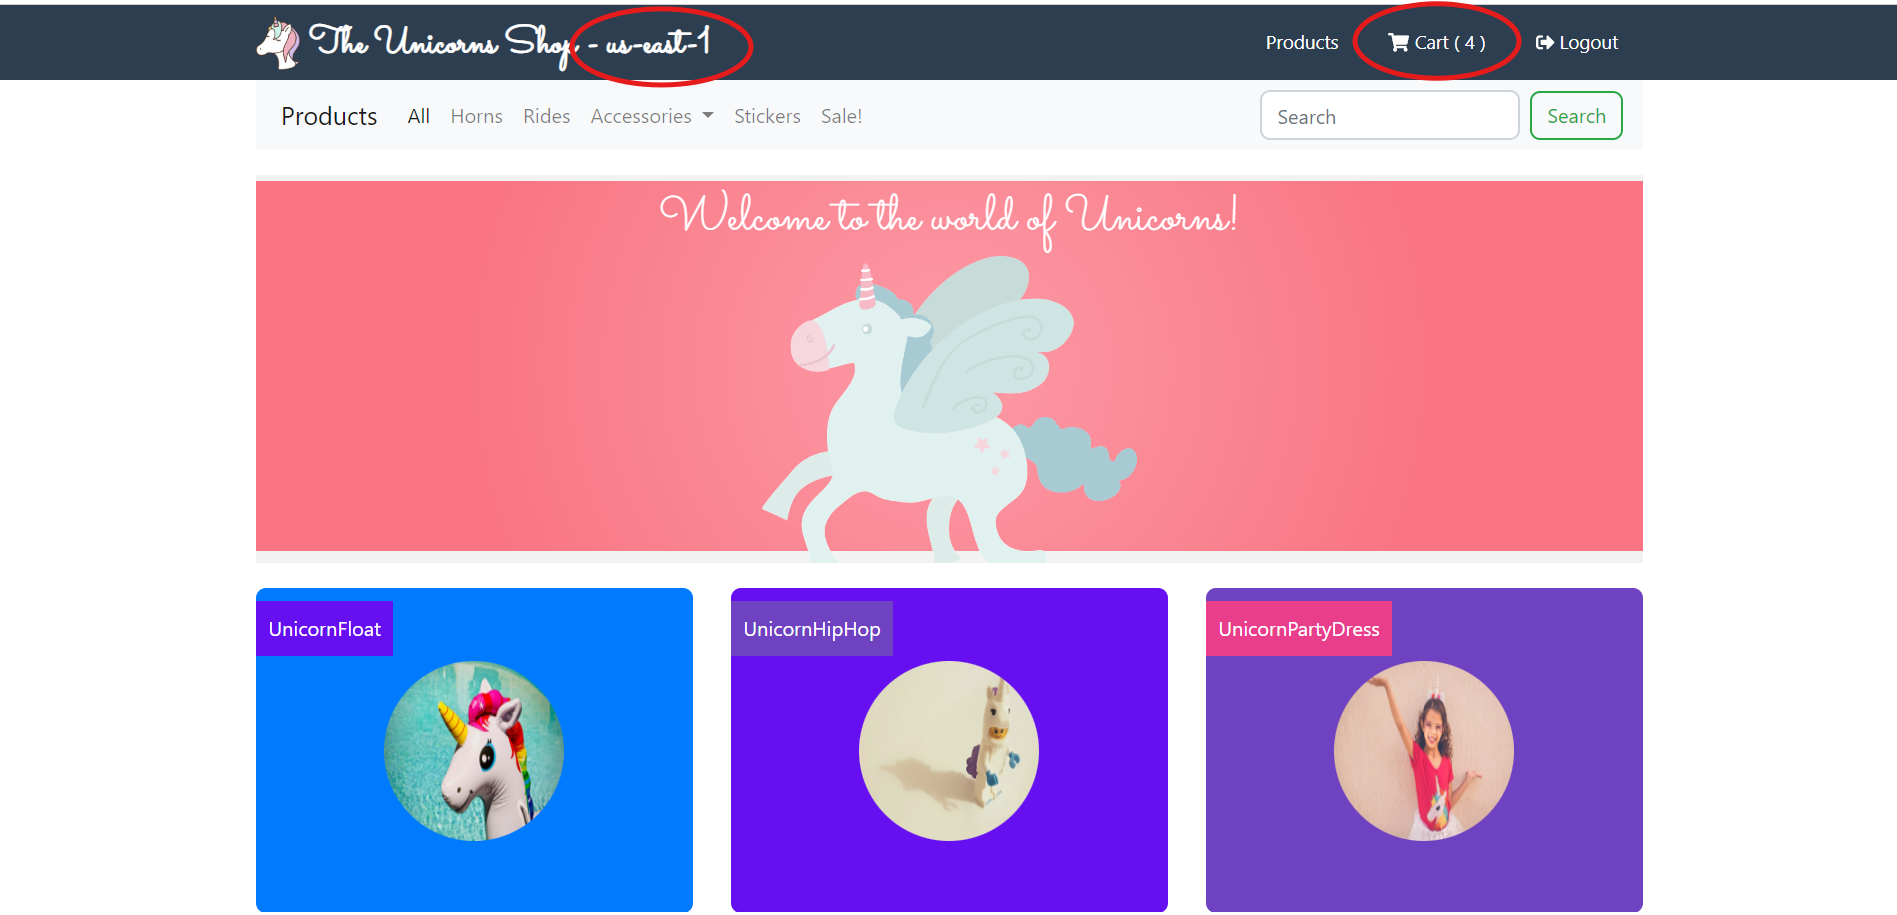 The Unicorns Shop - us-east-1
Products Cart ( 4 ) Logout
Products All Horns Rides Accessories Stickers Sale! Search Search
Welcome to the world of Unicorns!
UnicornFloat
UnicornHipHop
UnicornPartyDress